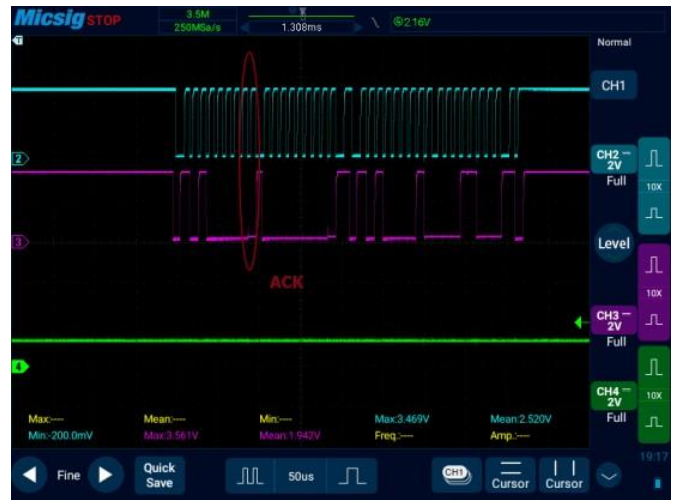 Micsig STOP
3.5M
250MSa/s
1.308ms
2.16V
T
Normal
CH1
2
CH2
2V
Full
10X
3
Level
ACK
10X
CH3
2V
Full
4
CH4
2V
Full
10X
Max:---- Mean:---- Min:---- Max:3.469V Mean:2.520V
Min:-200.0mV Max:3.561V Mean:1.942V Freq.:---- Amp.:----
19:17
Fine
Quick Save
50us
CH1
Cursor
Cursor